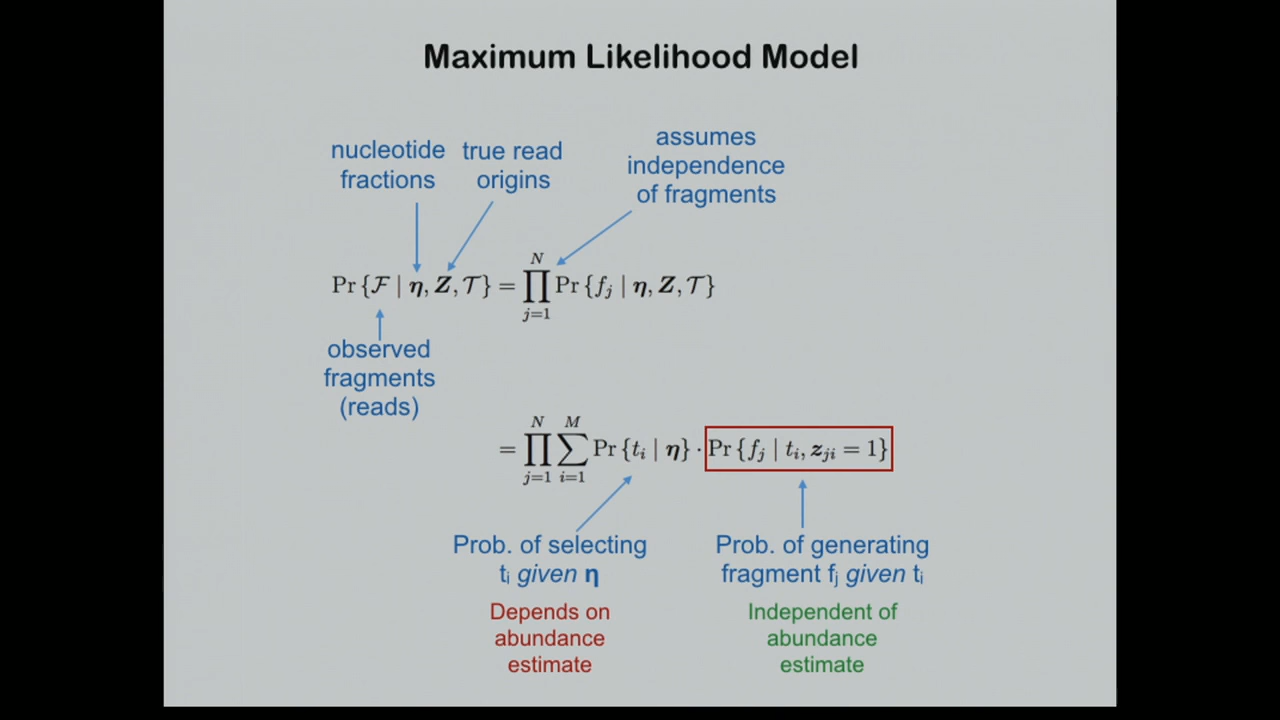 Maximum Likelihood Model
nucleotide
fractions
true read
origins
assumes
independence
of fragments
Pr {ℱ | η, Z, 𝒯} = ∏_{j=1}^{N} Pr {f_j | η, Z, 𝒯}
observed
fragments
(reads)
= ∏_{j=1}^{N} ∑_{i=1}^{M} Pr {t_i | η} · Pr {f_j | t_i, z_{ji} = 1}
Prob. of selecting
t_i given η
Depends on
abundance
estimate
Prob. of generating
fragment f_j given t_i
Independent of
abundance
estimate